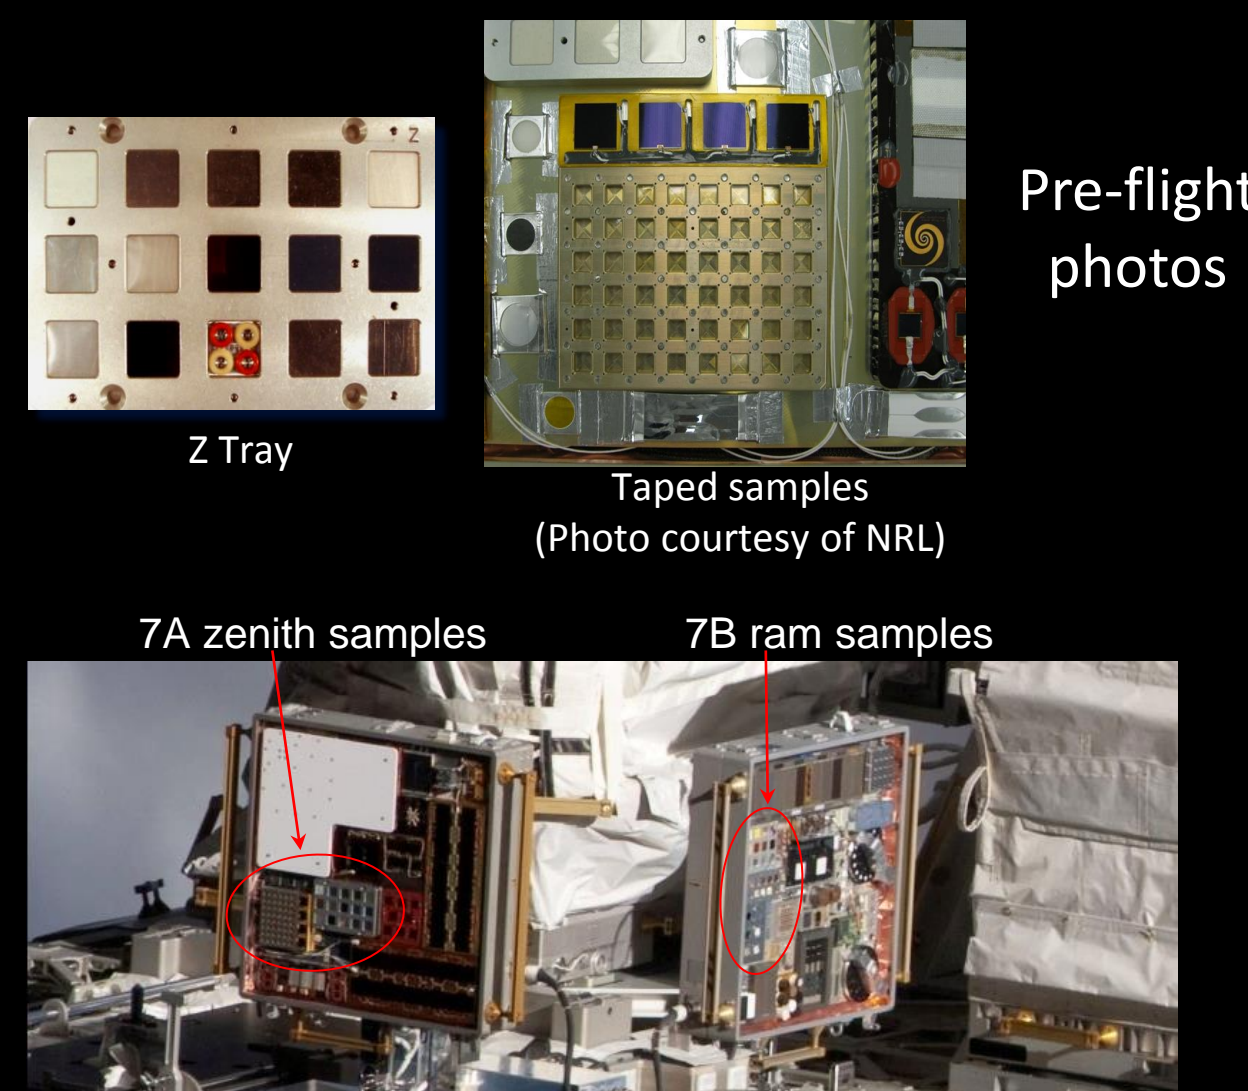 Z
Pre-flight
photos
Z Tray
Taped samples
(Photo courtesy of NRL)
7A zenith samples
7B ram samples